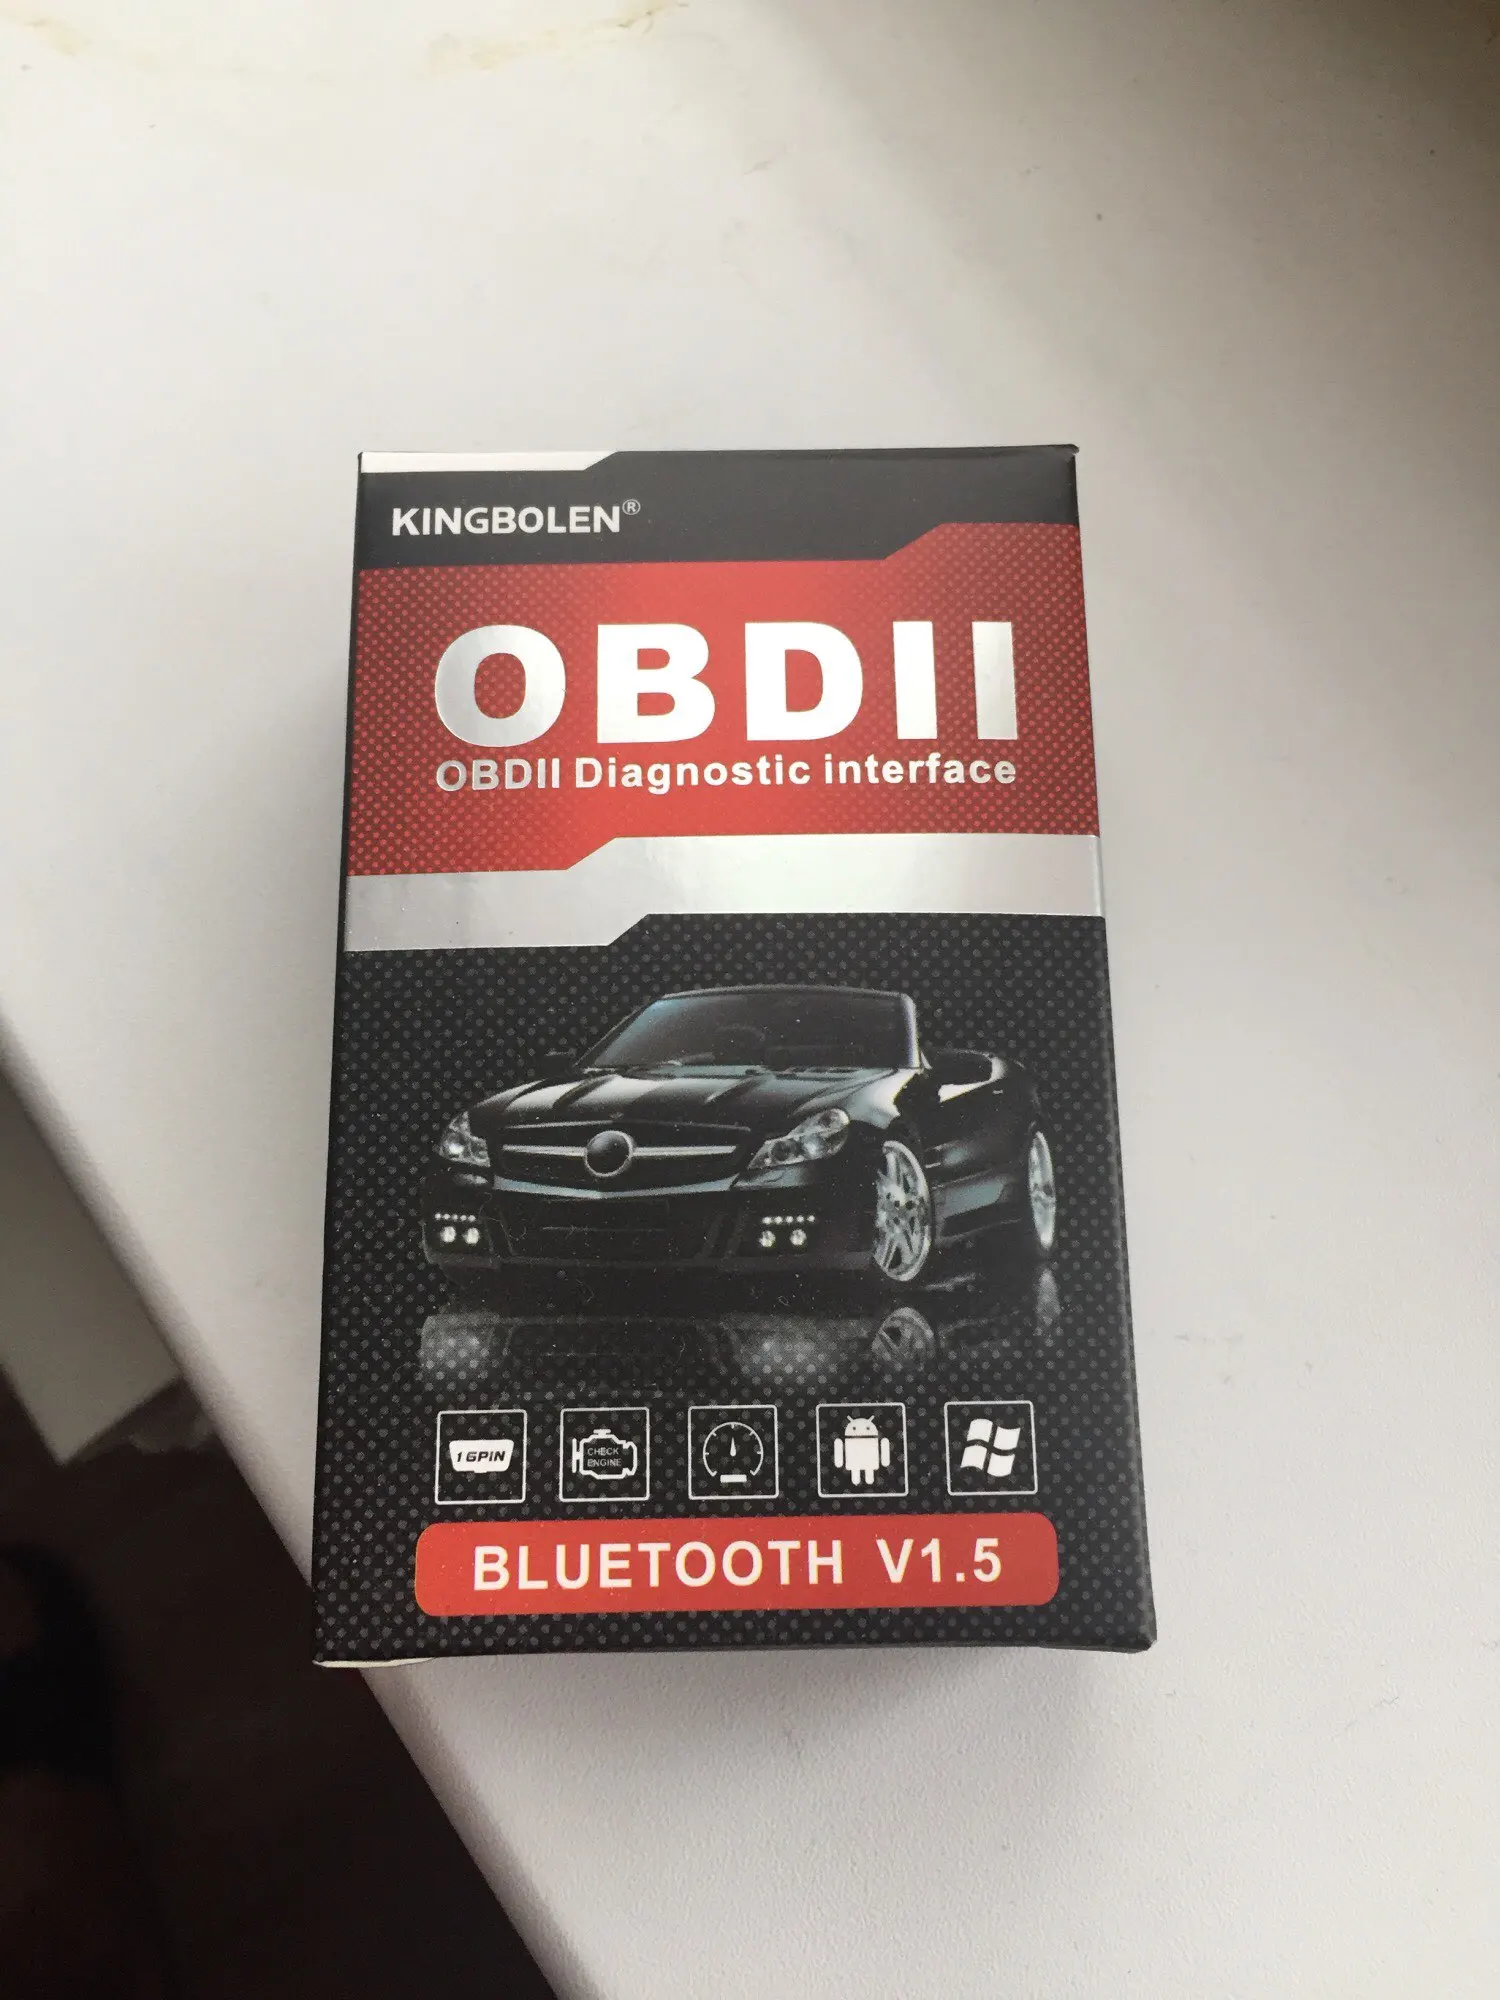 KINGBOLEN®
OBDII
OBDII Diagnostic interface
16PIN
CHECK
ENGINE
BLUETOOTH V1.5